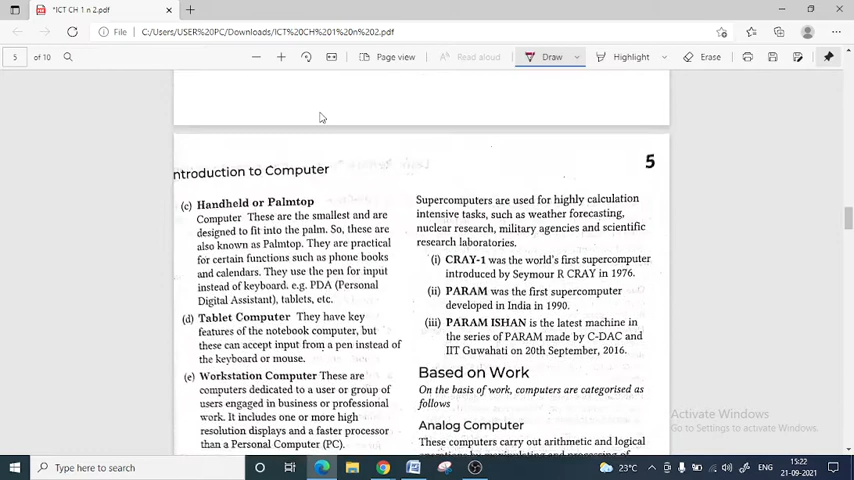 *ICT CH 1 n 2.pdf
File
C:/Users/USER%20PC/Downloads/ICT%20CH%201%20n%202.pdf
5
of 10
Page view
Read aloud
Draw
Highlight
Erase
ntroduction to Computer
5
(c) Handheld or Palmtop
Computer These are the smallest and are
designed to fit into the palm. So, these are
also known as Palmtop. They are practical
for certain functions such as phone books
and calendars. They use the pen for input
instead of keyboard. e.g. PDA (Personal
Digital Assistant), tablets, etc.
(d) Tablet Computer They have key
features of the notebook computer, but
these can accept input from a pen instead of
the keyboard or mouse.
(e) Workstation Computer These are
computers dedicated to a user or group of
users engaged in business or professional
work. It includes one or more high
resolution displays and a faster processor
than a Personal Computer (PC).
Supercomputers are used for highly calculation
intensive tasks, such as weather forecasting,
nuclear research, military agencies and scientific
research laboratories.
(i) CRAY-1 was the world's first supercomputer
introduced by Seymour R CRAY in 1976.
(ii) PARAM was the first supercomputer
developed in India in 1990.
(iii) PARAM ISHAN is the latest machine in
the series of PARAM made by C-DAC and
IIT Guwahati on 20th September, 2016.
Based on Work
On the basis of work, computers are categorised as
follows
Analog Computer
These computers carry out arithmetic and logical
operations by manipulating and processing of
Activate Windows
Go to Settings to activate Windows.
Type here to search
23°C
ENG
15:22
21-09-2021